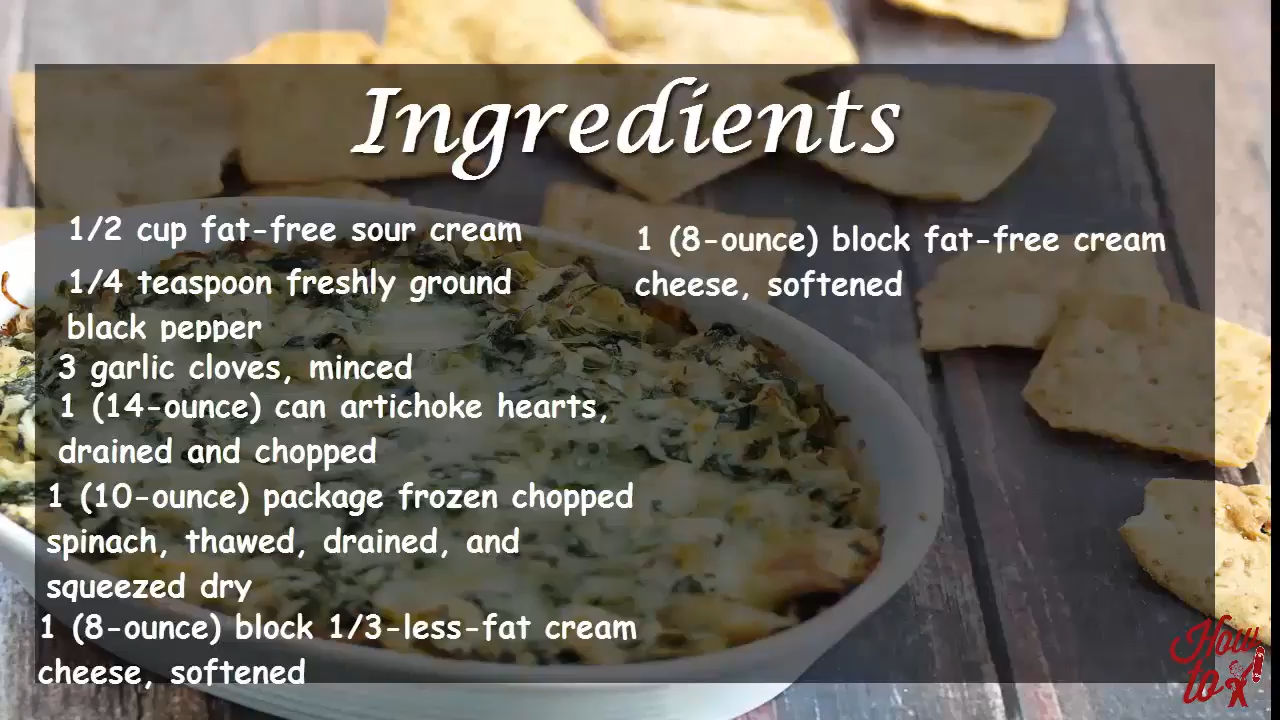 Ingredients
1/2 cup fat-free sour cream
1/4 teaspoon freshly ground
black pepper
3 garlic cloves, minced
1 (14-ounce) can artichoke hearts,
drained and chopped
1 (10-ounce) package frozen chopped
spinach, thawed, drained, and
squeezed dry
1 (8-ounce) block 1/3-less-fat cream
cheese, softened
1 (8-ounce) block fat-free cream
cheese, softened
How
to